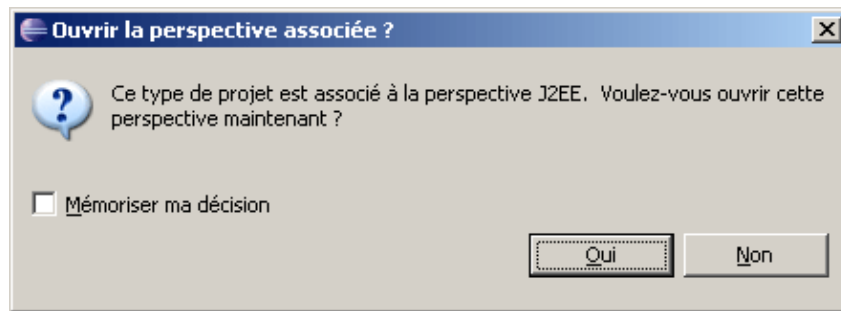 Ouvrir la perspective associée ?
Ce type de projet est associé à la perspective J2EE. Voulez-vous ouvrir cette
perspective maintenant ?
Mémoriser ma décision
Oui
Non